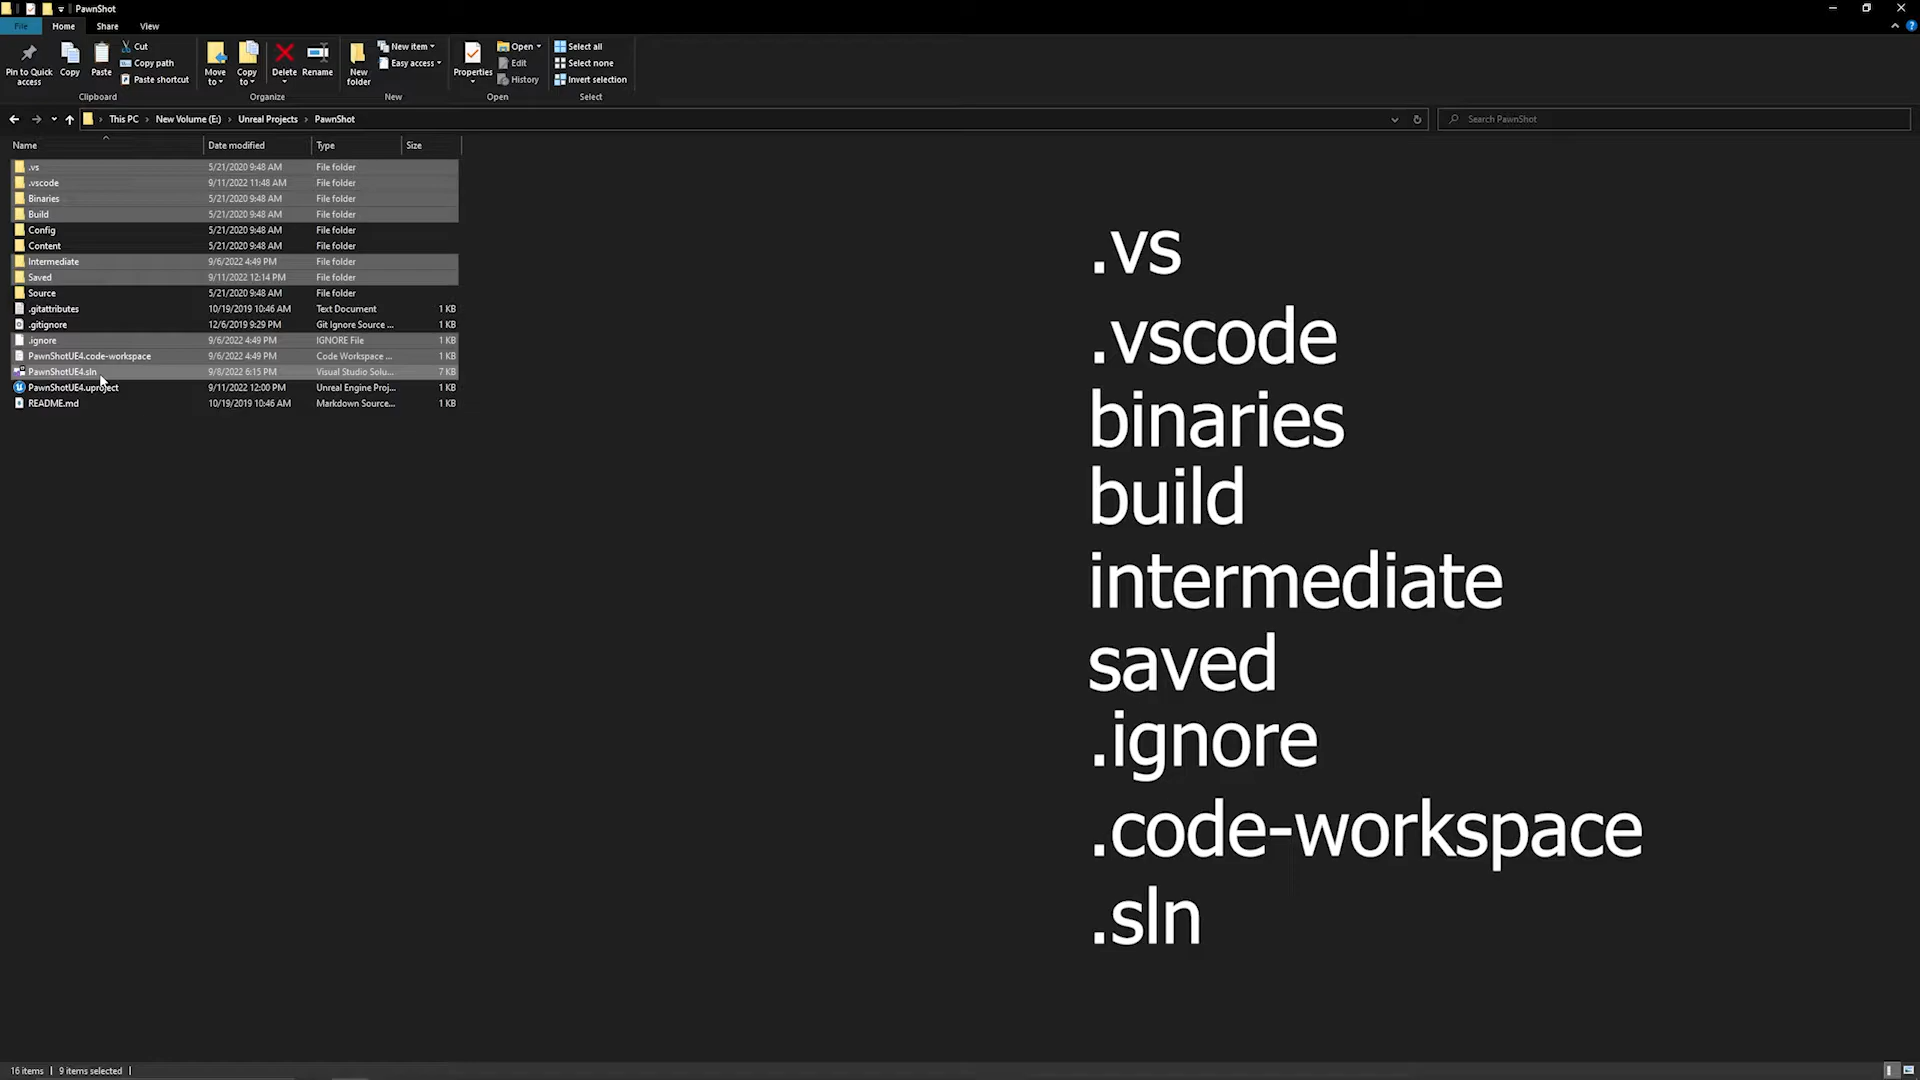 PawnShot
File Home Share View
Pin to Quick access
Copy
Paste
Cut
Copy path
Paste shortcut
Clipboard
Move to
Copy to
Delete
Rename
Organize
New folder
New item
Easy access
New
Properties
Open
Edit
History
Open
Select all
Select none
Invert selection
Select
This PC › New Volume (E:) › Unreal Projects › PawnShot
Search PawnShot
Name Date modified Type Size
.vs 5/21/2020 9:48 AM File folder
.vscode 9/11/2022 11:48 AM File folder
Binaries 5/21/2020 9:48 AM File folder
Build 5/21/2020 9:48 AM File folder
Config 5/21/2020 9:48 AM File folder
Content 5/21/2020 9:48 AM File folder
Intermediate 9/6/2022 4:49 PM File folder
Saved 9/11/2022 12:14 PM File folder
Source 5/21/2020 9:48 AM File folder
.gitattributes 10/19/2019 10:46 AM Text Document 1 KB
.gitignore 12/6/2019 9:29 PM Git Ignore Source ... 1 KB
.ignore 9/6/2022 4:49 PM IGNORE File 1 KB
PawnShotUE4.code-workspace 9/6/2022 4:49 PM Code Workspace ... 1 KB
PawnShotUE4.sln 9/8/2022 6:15 PM Visual Studio Solu... 7 KB
PawnShotUE4.uproject 9/11/2022 12:00 PM Unreal Engine Proj... 1 KB
README.md 10/19/2019 10:46 AM Markdown Source... 1 KB
.vs
.vscode
binaries
build
intermediate
saved
.ignore
.code-workspace
.sln
16 items 9 items selected